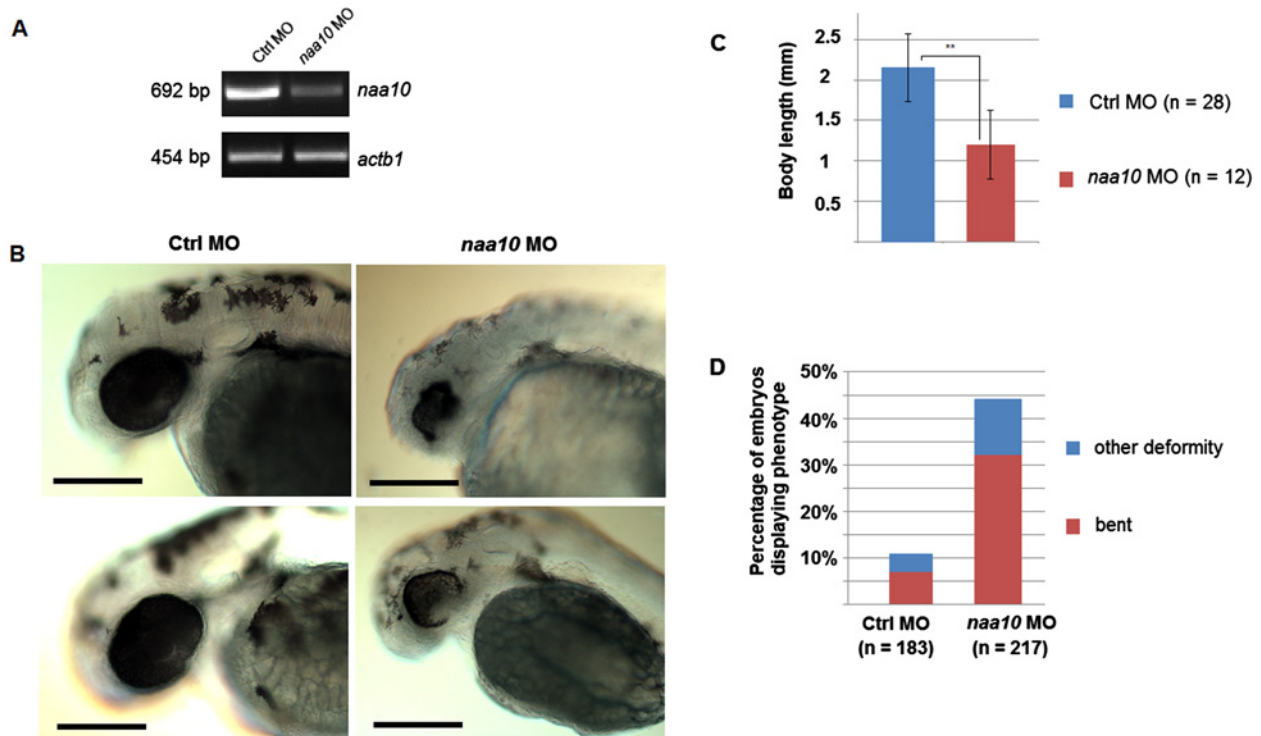 A
Ctrl MO
naa10 MO
692 bp
naa10
454 bp
actb1
B
Ctrl MO
naa10 MO
C
Body length (mm)
2.5
2
1.5
1
0.5
**
Ctrl MO (n = 28)
naa10 MO (n = 12)
D
Percentage of embryos
displaying phenotype
50%
40%
30%
20%
10%
Ctrl MO
(n = 183)
naa10 MO
(n = 217)
other deformity
bent